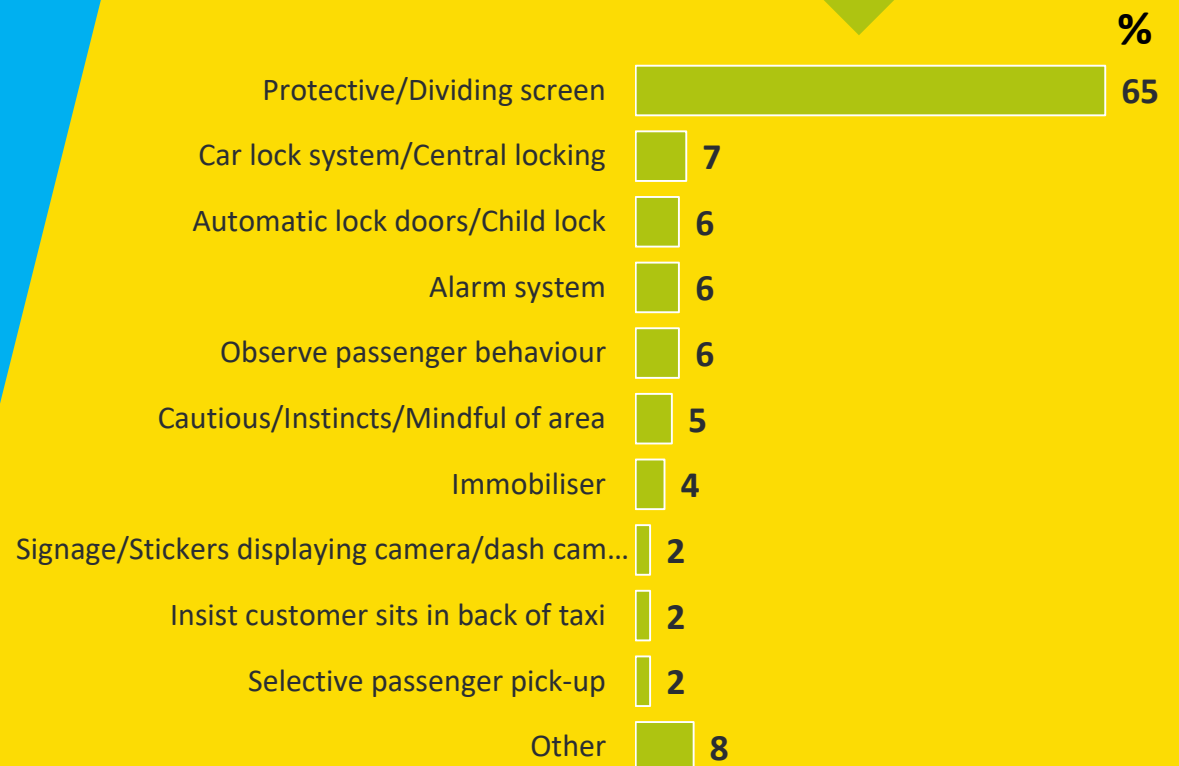 %
Protective/Dividing screen 65
Car lock system/Central locking 7
Automatic lock doors/Child lock 6
Alarm system 6
Observe passenger behaviour 6
Cautious/Instincts/Mindful of area 5
Immobiliser 4
Signage/Stickers displaying camera/dash cam... 2
Insist customer sits in back of taxi 2
Selective passenger pick-up 2
Other 8